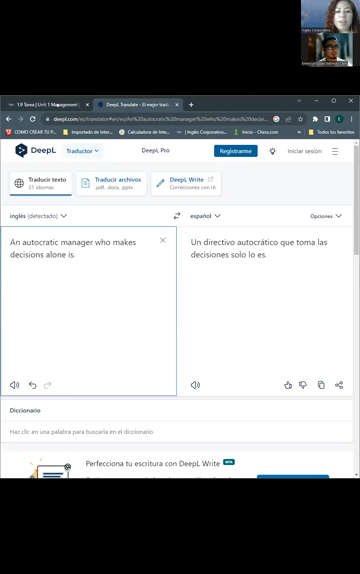 Inglés Corporativo
1.9 Tarea | Unit 1 Management |
DeepL Translate - El mejor trad
deepl.com/es/translator#en/es/An%20autocratic%20manager%20who%20makes%20decisio...
COMO CREAR TU P...
Importado de Inter...
Calculadora de Inte...
| Inglés Corporativo...
Inicio - Chess.com
Todos los favoritos
DeepL
Traductor
DeepL Pro
Registrarme
Iniciar sesión
Traducir texto
31 idiomas
Traducir archivos
.pdf, .docx, .pptx
DeepL Write
Correcciones con IA
inglés (detectado)
español
Opciones
An autocratic manager who makes
decisions alone is.
Un directivo autocrático que toma las
decisiones solo lo es.
Diccionario
Haz clic en una palabra para buscarla en el diccionario.
Perfecciona tu escritura con DeepL Write BETA